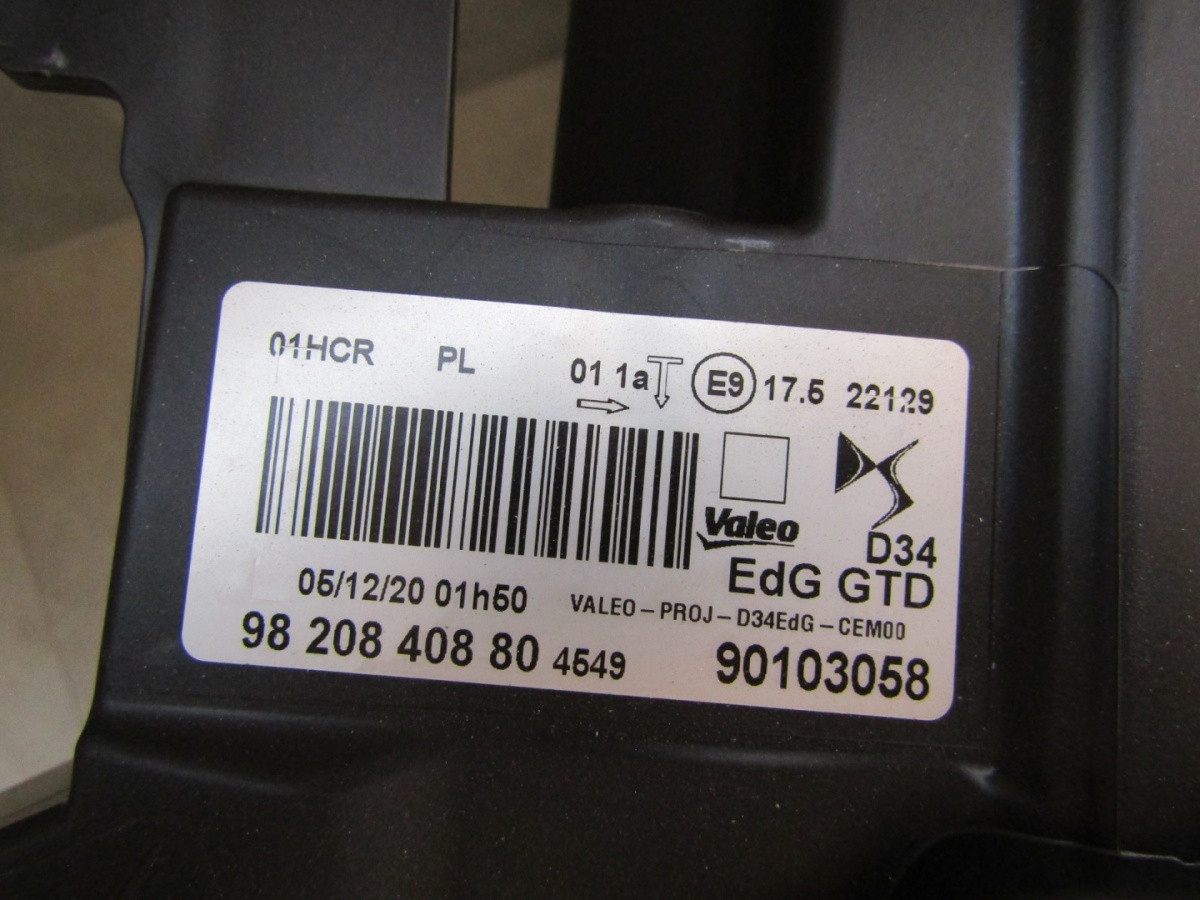 01HCR PL 01 1a E9 17.5 22129
Valeo
D34
EdG GTD
05/12/20 01h50 VALEO-PROJ-D34EdG-CEM00
98 208 408 80 4549 90103058